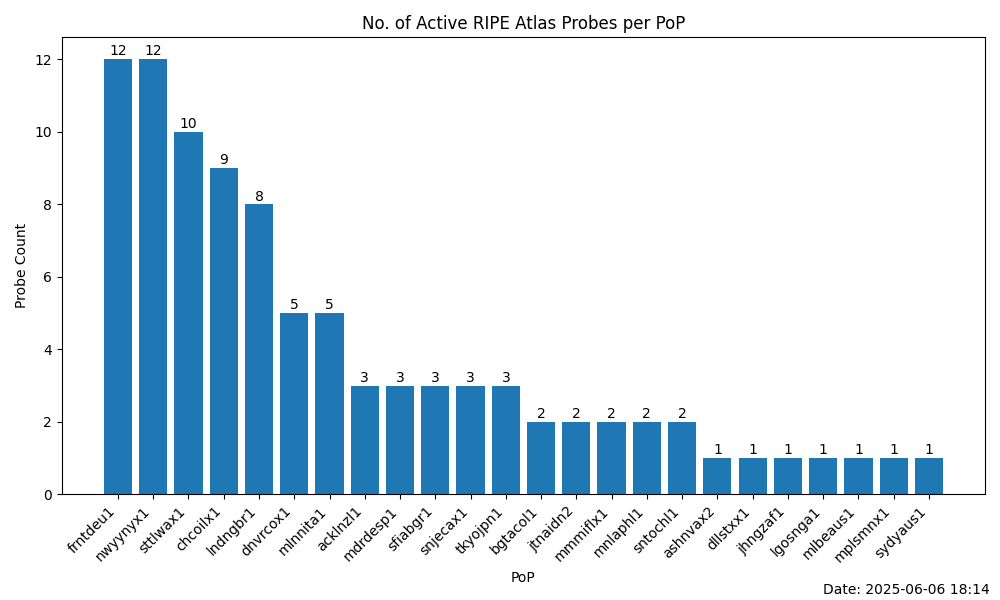 No. of Active RIPE Atlas Probes per PoP
Probe Count
12
10
8
6
4
2
0
12
12
10
9
8
5
5
3
3
3
3
3
2
2
2
2
2
1
1
1
1
1
1
1
frntdeu1
nwyynyx1
sttlwax1
chcoilx1
lndngbr1
dnvrcox1
mlnmita1
acklnzl1
mdrdesp1
sfiabgr1
snjecax1
tkyojpn1
bgtacol1
jtnaidn2
mmmiflx1
mnlaphl1
sntochl1
ashnvax2
dllstxx1
jhngzaf1
lgosnga1
mlbeaus1
mplsmnx1
sydyaus1
PoP
Date: 2025-06-06 18:14